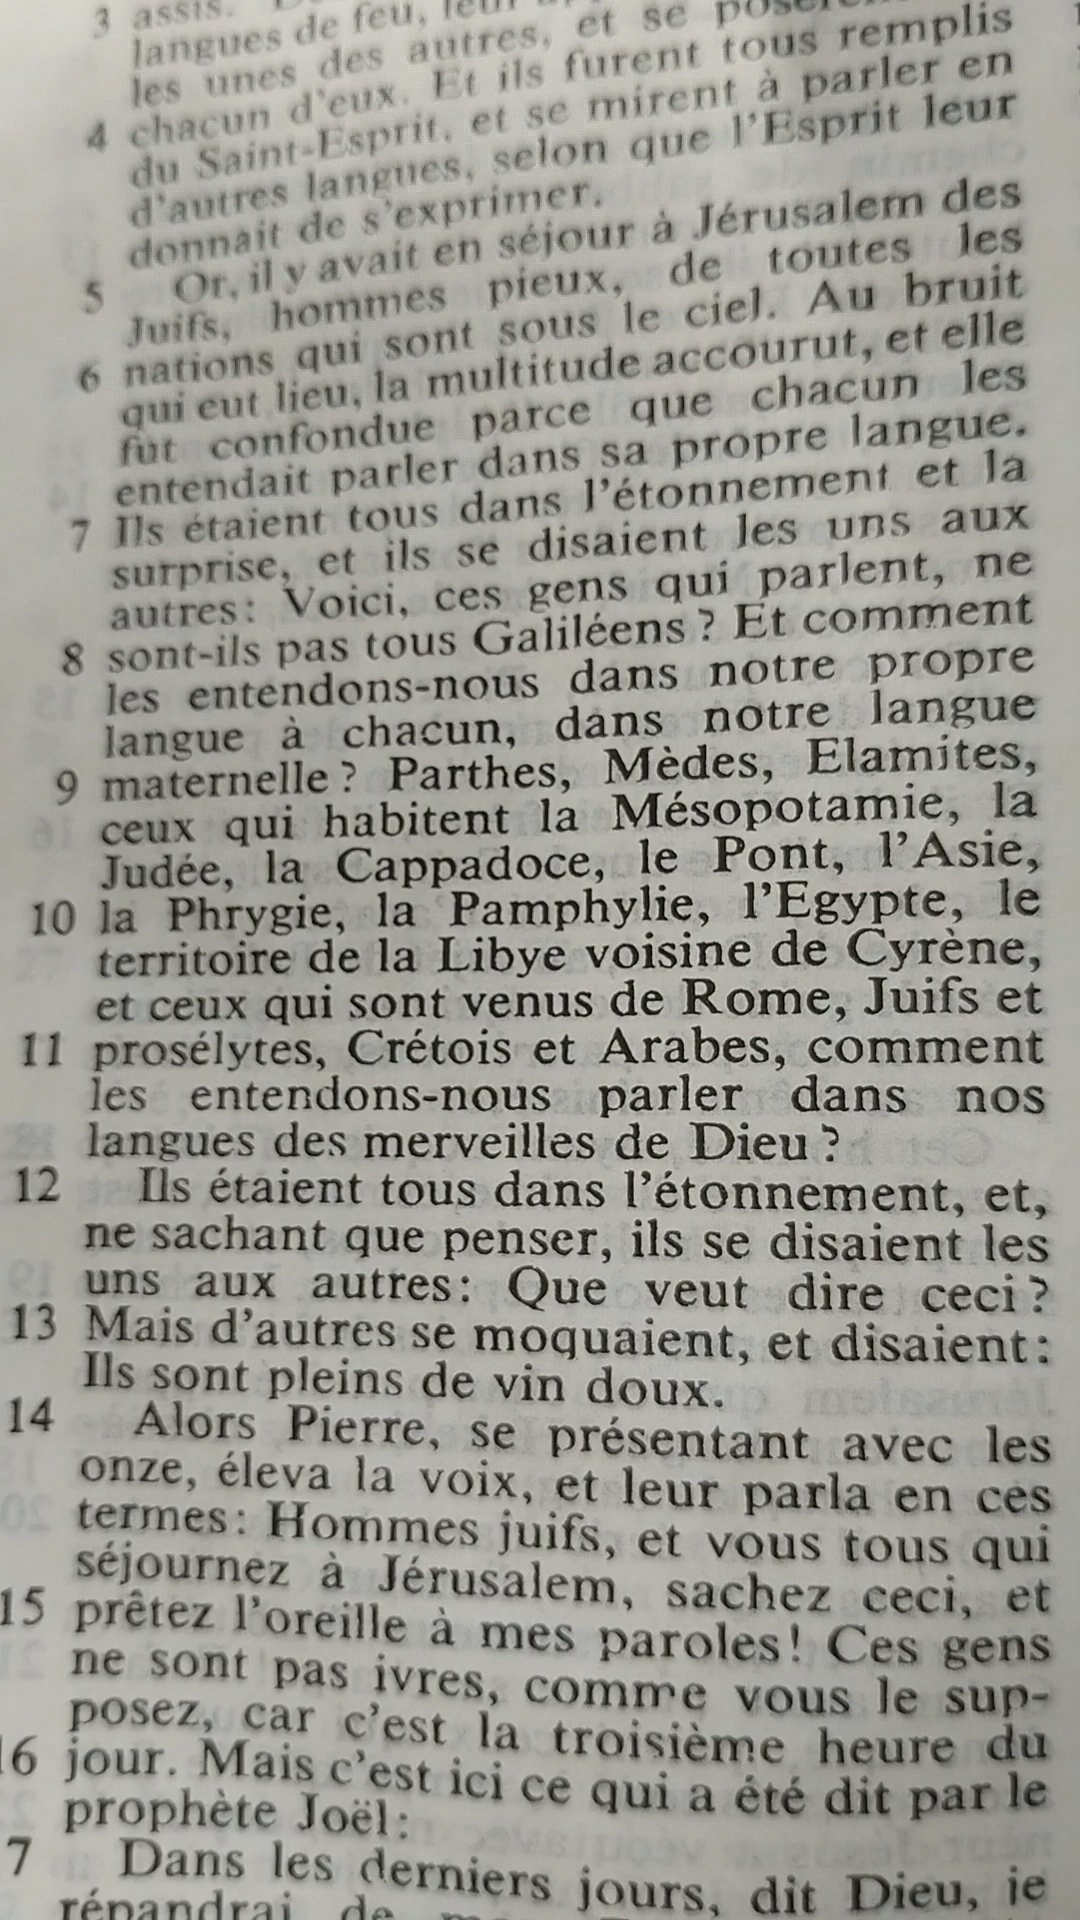 3 assis.
langues de feu,
les unes des autres, et se
chacun d'eux. Et ils furent tous remplis
4 du Saint-Esprit, et se mirent à parler en
d'autres langues, selon que l'Esprit leur
donnait de s'exprimer.
5 Or, il y avait en séjour à Jérusalem des
Juifs, hommes pieux, de toutes les
6 nations qui sont sous le ciel. Au bruit
qui eut lieu, la multitude accourut, et elle
fut confondue parce que chacun les
entendait parler dans sa propre langue.
7 Ils étaient tous dans l'étonnement et la
surprise, et ils se disaient les uns aux
autres: Voici, ces gens qui parlent, ne
8 sont-ils pas tous Galiléens ? Et comment
les entendons-nous dans notre propre
langue à chacun, dans notre langue
9 maternelle ? Parthes, Mèdes, Elamites,
ceux qui habitent la Mésopotamie, la
Judée, la Cappadoce, le Pont, l'Asie,
10 la Phrygie, la Pamphylie, l'Egypte, le
territoire de la Libye voisine de Cyrène,
et ceux qui sont venus de Rome, Juifs et
11 prosélytes, Crétois et Arabes, comment
les entendons-nous parler dans nos
langues des merveilles de Dieu ?
12 Ils étaient tous dans l'étonnement, et,
ne sachant que penser, ils se disaient les
uns aux autres: Que veut dire ceci ?
13 Mais d'autres se moquaient, et disaient:
Ils sont pleins de vin doux.
14 Alors Pierre, se présentant avec les
onze, éleva la voix, et leur parla en ces
termes: Hommes juifs, et vous tous qui
séjournez à Jérusalem, sachez ceci, et
15 prêtez l'oreille à mes paroles! Ces gens
ne sont pas ivres, comme vous le sup-
posez, car c'est la troisième heure du
16 jour. Mais c'est ici ce qui a été dit par le
prophète Joël:
7 Dans les derniers jours, dit Dieu, je
répandrai de